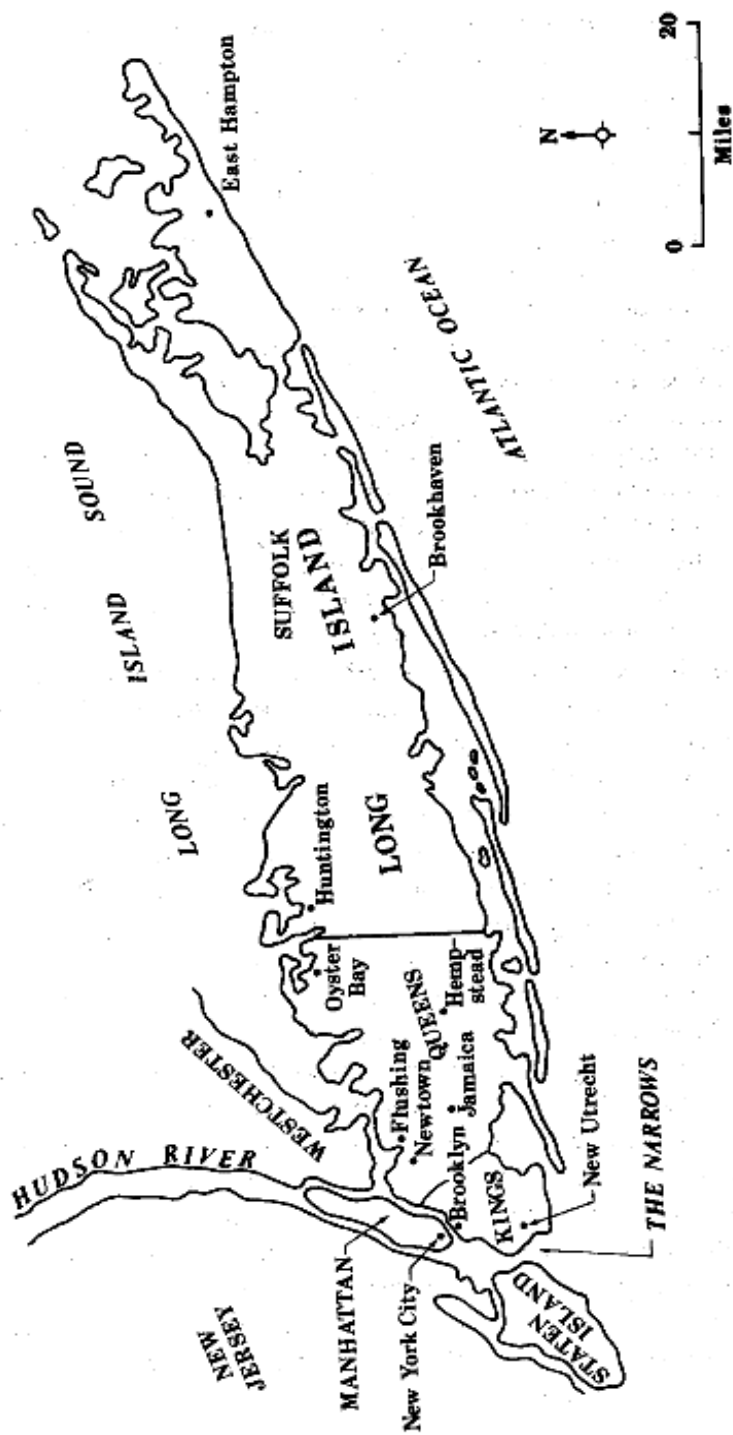 HUDSON RIVER
NEW
JERSEY
WESTCHESTER
MANHATTAN
New York City
LONG
ISLAND
SOUND
Oyster
Bay
Huntington
Flushing
Newtown
QUEENS
Hemp-
stead
Jamaica
Brooklyn
KINGS
New Utrecht
THE NARROWS
STATEN
ISLAND
LONG
ISLAND
SUFFOLK
Brookhaven
East Hampton
ATLANTIC OCEAN
N
0
20
Miles